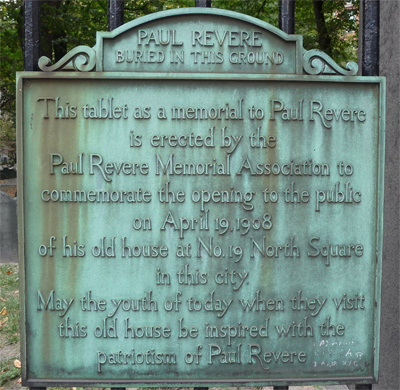 PAUL REVERE
BURIED IN THIS GROUND
This tablet as a memorial to Paul Revere
is erected by the
Paul Revere Memorial Association to
commemorate the opening to the public
on April 19, 1908
of his old house at No. 19 North Square
in this city
May the youth of today when they visit
this old house be inspired with the
patriotism of Paul Revere